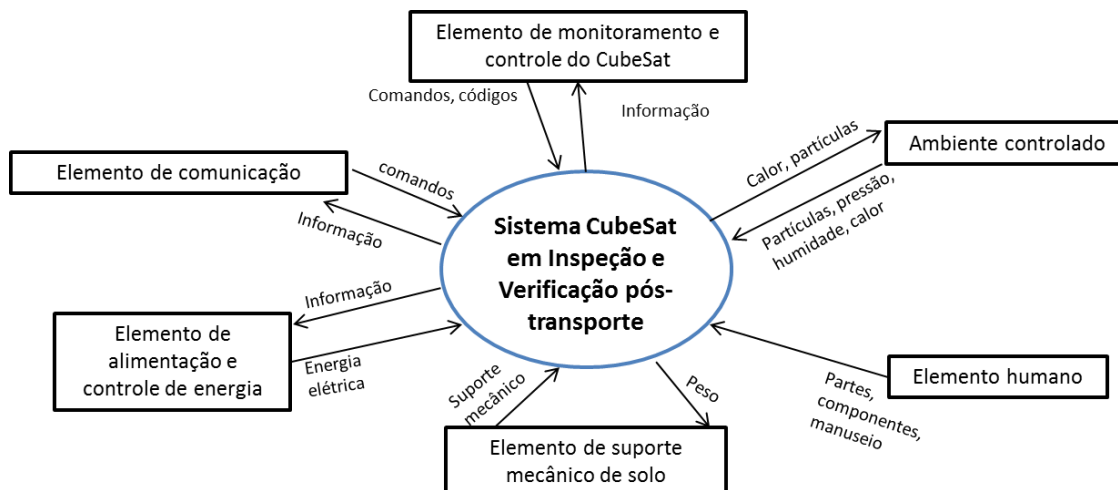 Elemento de monitoramento e
controle do CubeSat
Comandos, códigos
Informação
Ambiente controlado
Calor, partículas
Partículas, pressão,
humidade, calor
Elemento de comunicação
comandos
Informação
Sistema CubeSat
em Inspeção e
Verificação pós-
transporte
Informação
Elemento de
alimentação e
controle de energia
Energia
elétrica
Suporte
mecânico
Peso
Elemento de suporte
mecânico de solo
Partes,
componentes,
manuseio
Elemento humano